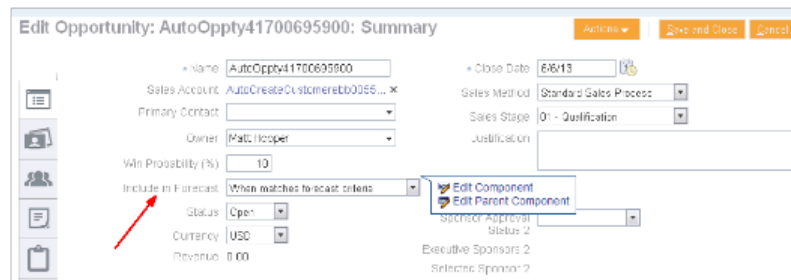 Edit Opportunity: AutoOppty41700695900: Summary
Actions
Save and Close
Cancel
* Name AutoOppty41700695900
* Close Date 6/6/13
Sales Account AutoCreateCustomerebb0055... ×
Sales Method Standard Sales Process
Primary Contact
Sales Stage 01 - Qualification
Owner Matt Hooper
Justification
Win Probability (%) 10
Include in Forecast When matches forecast criteria
Edit Component
Edit Parent Component
Status Open
Sponsor Approval
Status 2
Currency USD
Executive Sponsors 2
Revenue 0.00
Selected Sponsor 2